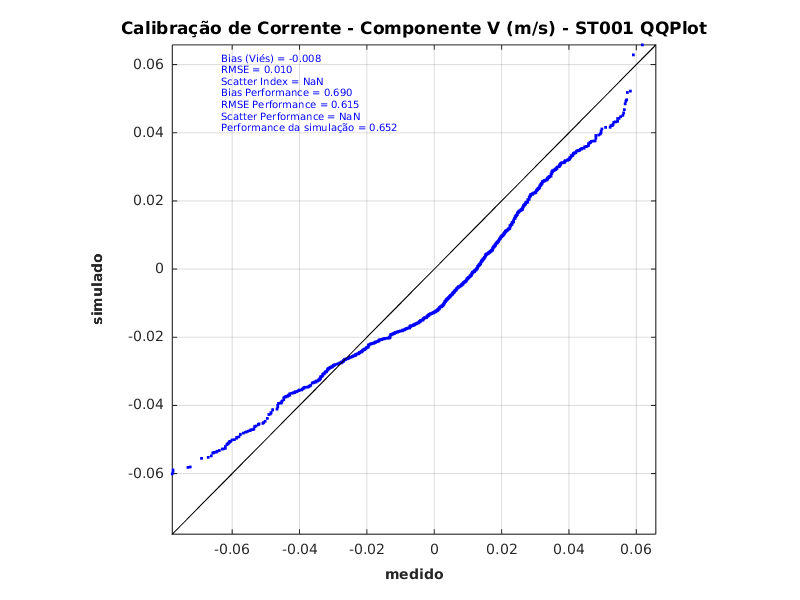 Calibração de Corrente - Componente V (m/s) - ST001 QQPlot
Bias (Viés) = -0.008
RMSE = 0.010
Scatter Index = NaN
Bias Performance = 0.690
RMSE Performance = 0.615
Scatter Performance = NaN
Performance da simulação = 0.652
0.06
0.04
0.02
0
-0.02
-0.04
-0.06
simulado
-0.06 -0.04 -0.02 0 0.02 0.04 0.06
medido